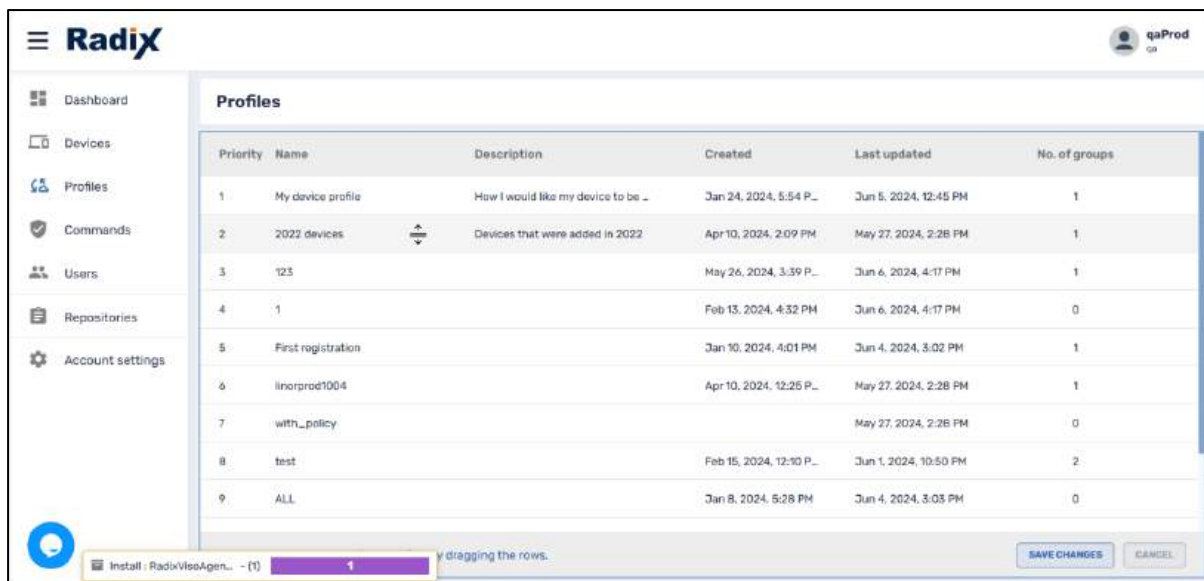 Radix
qaProd
qa
Dashboard
Devices
Profiles
Commands
Users
Repositories
Account settings
Profiles
Priority Name Description Created Last updated No. of groups
1 My device profile How I would like my device to be ... Jan 24, 2024, 5:54 P... Jun 5, 2024, 12:45 PM 1
2 2022 devices Devices that were added in 2022 Apr 10, 2024, 2:09 PM May 27, 2024, 2:28 PM 1
3 123 May 26, 2024, 3:39 P... Jun 6, 2024, 4:17 PM 1
4 1 Feb 13, 2024, 4:32 PM Jun 6, 2024, 4:17 PM 0
5 First registration Jan 10, 2024, 4:01 PM Jun 4, 2024, 3:02 PM 1
6 linorprod1004 Apr 10, 2024, 12:25 P... May 27, 2024, 2:28 PM 1
7 with_policy May 27, 2024, 2:28 PM 0
8 test Feb 15, 2024, 12:10 P... Jun 1, 2024, 10:50 PM 2
9 ALL Jan 8, 2024, 5:28 PM Jun 4, 2024, 3:03 PM 0
y dragging the rows.
SAVE CHANGES CANCEL
Install : RadixVisoAgen... - (1) 1